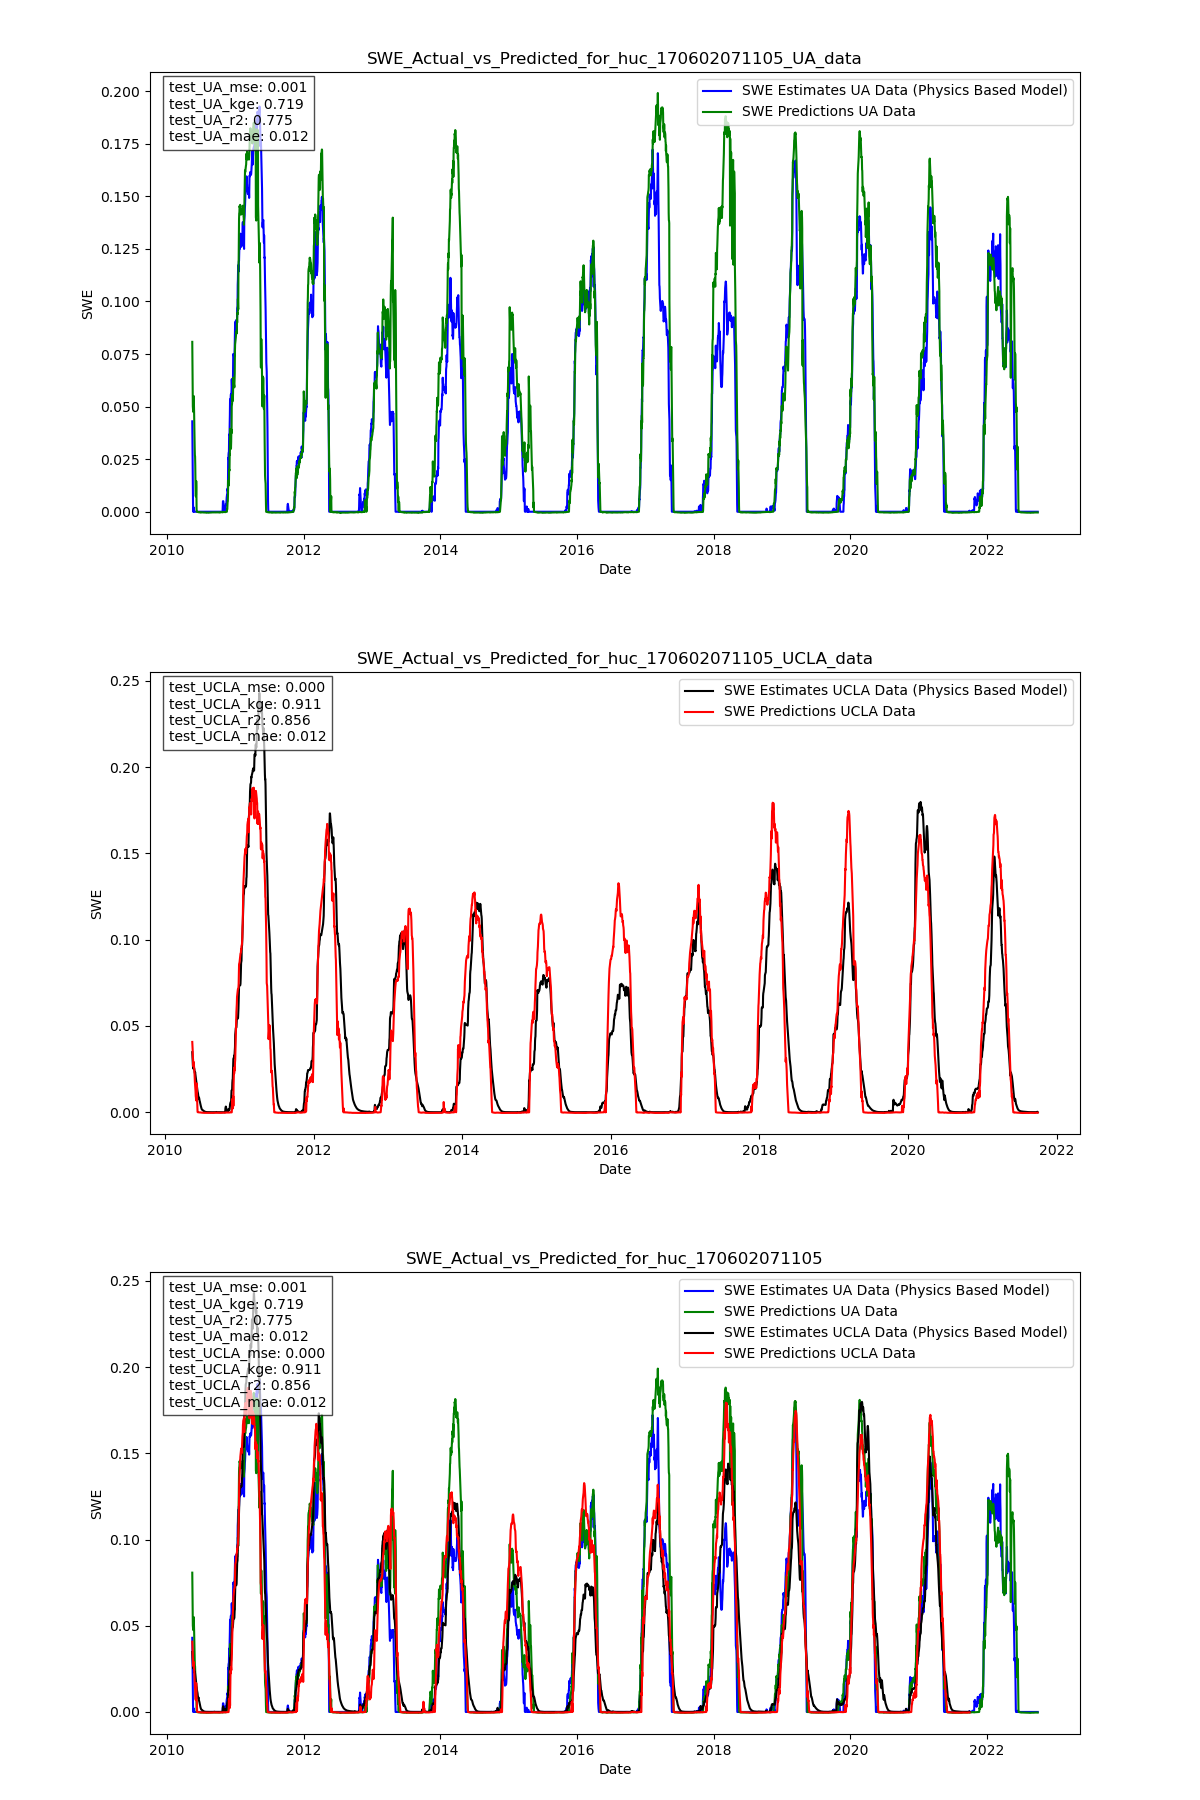 SWE_Actual_vs_Predicted_for_huc_170602071105_UA_data
test_UA_mse: 0.001
test_UA_kge: 0.719
test_UA_r2: 0.775
test_UA_mae: 0.012
SWE Estimates UA Data (Physics Based Model)
SWE Predictions UA Data
0.200
0.175
0.150
0.125
0.100
0.075
0.050
0.025
0.000
SWE
2010 2012 2014 2016 2018 2020 2022
Date
SWE_Actual_vs_Predicted_for_huc_170602071105_UCLA_data
test_UCLA_mse: 0.000
test_UCLA_kge: 0.911
test_UCLA_r2: 0.856
test_UCLA_mae: 0.012
SWE Estimates UCLA Data (Physics Based Model)
SWE Predictions UCLA Data
0.25
0.20
0.15
0.10
0.05
0.00
SWE
2010 2012 2014 2016 2018 2020 2022
Date
SWE_Actual_vs_Predicted_for_huc_170602071105
test_UA_mse: 0.001
test_UA_kge: 0.719
test_UA_r2: 0.775
test_UA_mae: 0.012
test_UCLA_mse: 0.000
test_UCLA_kge: 0.911
test_UCLA_r2: 0.856
test_UCLA_mae: 0.012
SWE Estimates UA Data (Physics Based Model)
SWE Predictions UA Data
SWE Estimates UCLA Data (Physics Based Model)
SWE Predictions UCLA Data
0.25
0.20
0.15
0.10
0.05
0.00
SWE
2010 2012 2014 2016 2018 2020 2022
Date